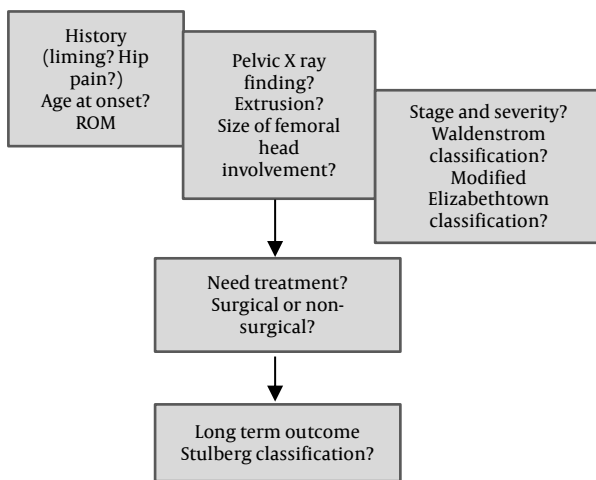 History
(liming? Hip
pain?)
Age at onset?
ROM
Pelvic X ray
finding?
Extrusion?
Size of femoral
head
involvement?
Stage and severity?
Waldenstrom
classification?
Modified
Elizabethtown
classification?
Need treatment?
Surgical or non-
surgical?
Long term outcome
Stulberg classification?